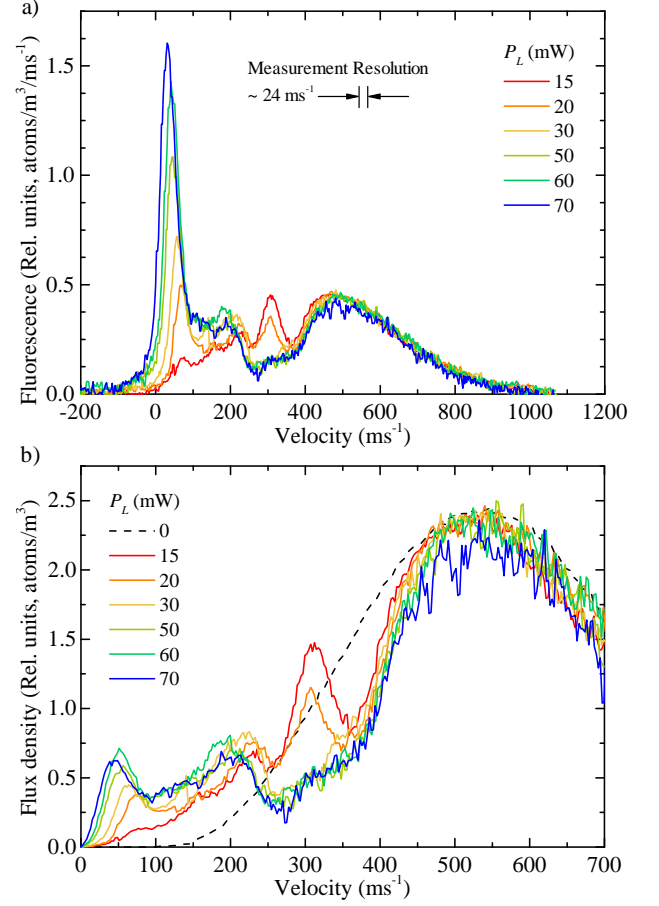 a)
Fluorescence (Rel. units, atoms/m³/ms⁻¹)
1.5
1.0
0.5
0.0
Measurement Resolution
~ 24 ms⁻¹
P_L (mW)
15
20
30
50
60
70
-200 0 200 400 600 800 1000 1200
Velocity (ms⁻¹)
b)
Flux density (Rel. units, atoms/m³)
2.5
2.0
1.5
1.0
0.5
0.0
P_L (mW)
0
15
20
30
50
60
70
0 100 200 300 400 500 600 700
Velocity (ms⁻¹)